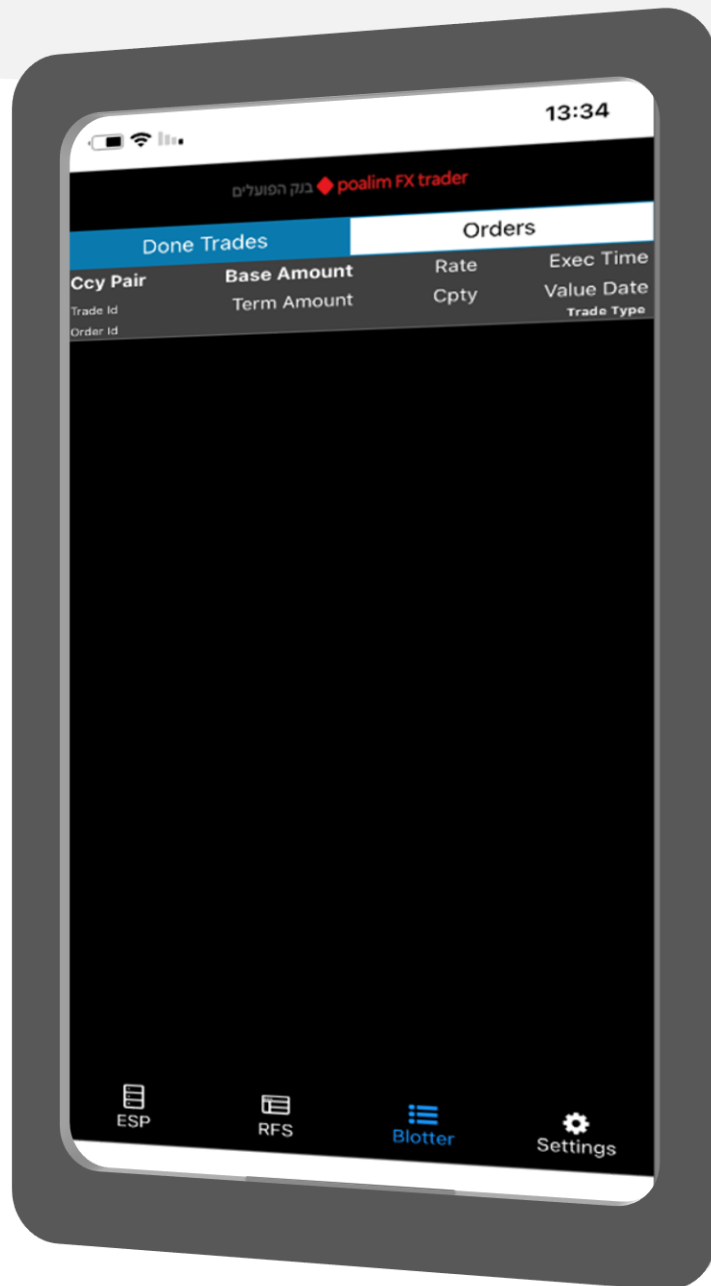 13:34
בנק הפועלים poalim FX trader
Done Trades Orders
Ccy Pair Base Amount Rate Exec Time
Trade Id Term Amount Cpty Value Date
Order Id Trade Type
ESP RFS Blotter Settings